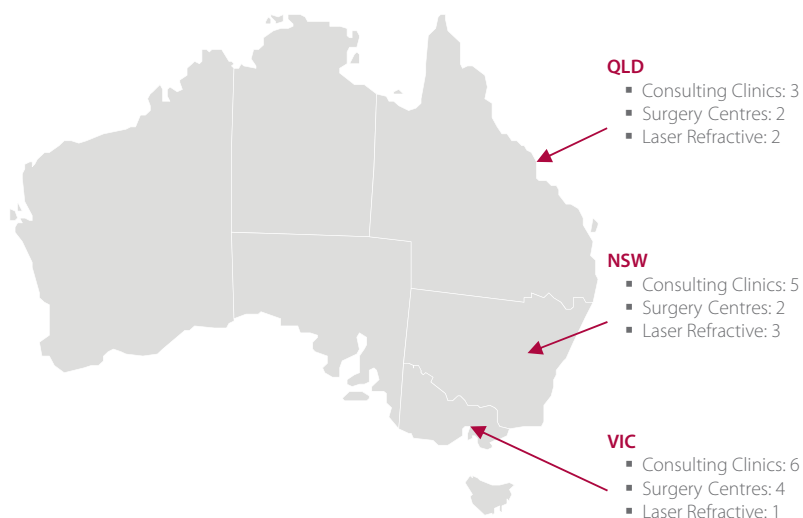 QLD
▪ Consulting Clinics: 3
▪ Surgery Centres: 2
▪ Laser Refractive: 2
NSW
▪ Consulting Clinics: 5
▪ Surgery Centres: 2
▪ Laser Refractive: 3
VIC
▪ Consulting Clinics: 6
▪ Surgery Centres: 4
▪ Laser Refractive: 1